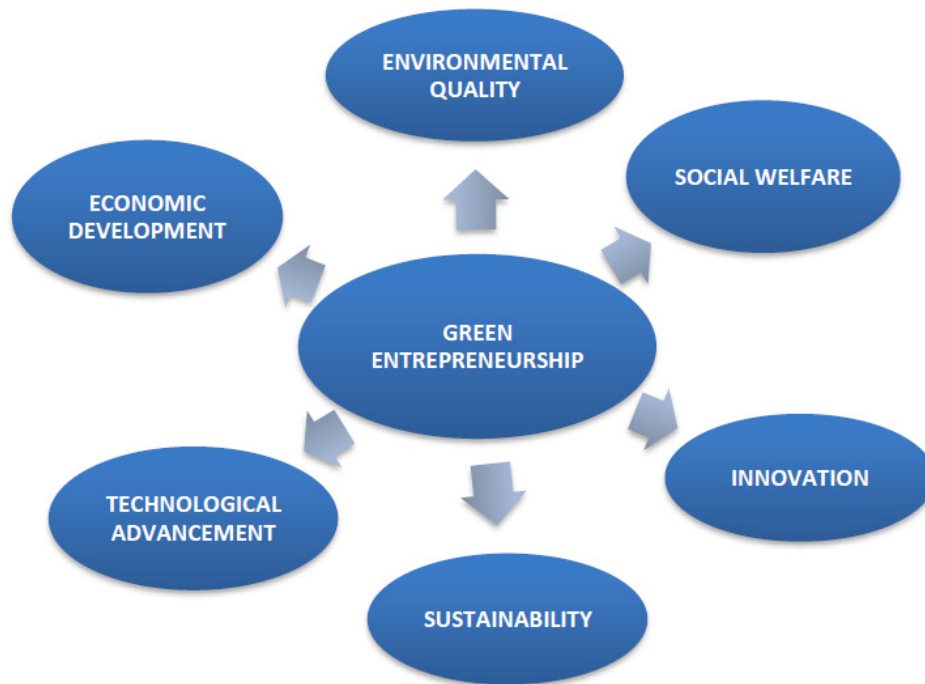 ENVIRONMENTAL
QUALITY
SOCIAL WELFARE
ECONOMIC
DEVELOPMENT
GREEN
ENTREPRENEURSHIP
INNOVATION
TECHNOLOGICAL
ADVANCEMENT
SUSTAINABILITY